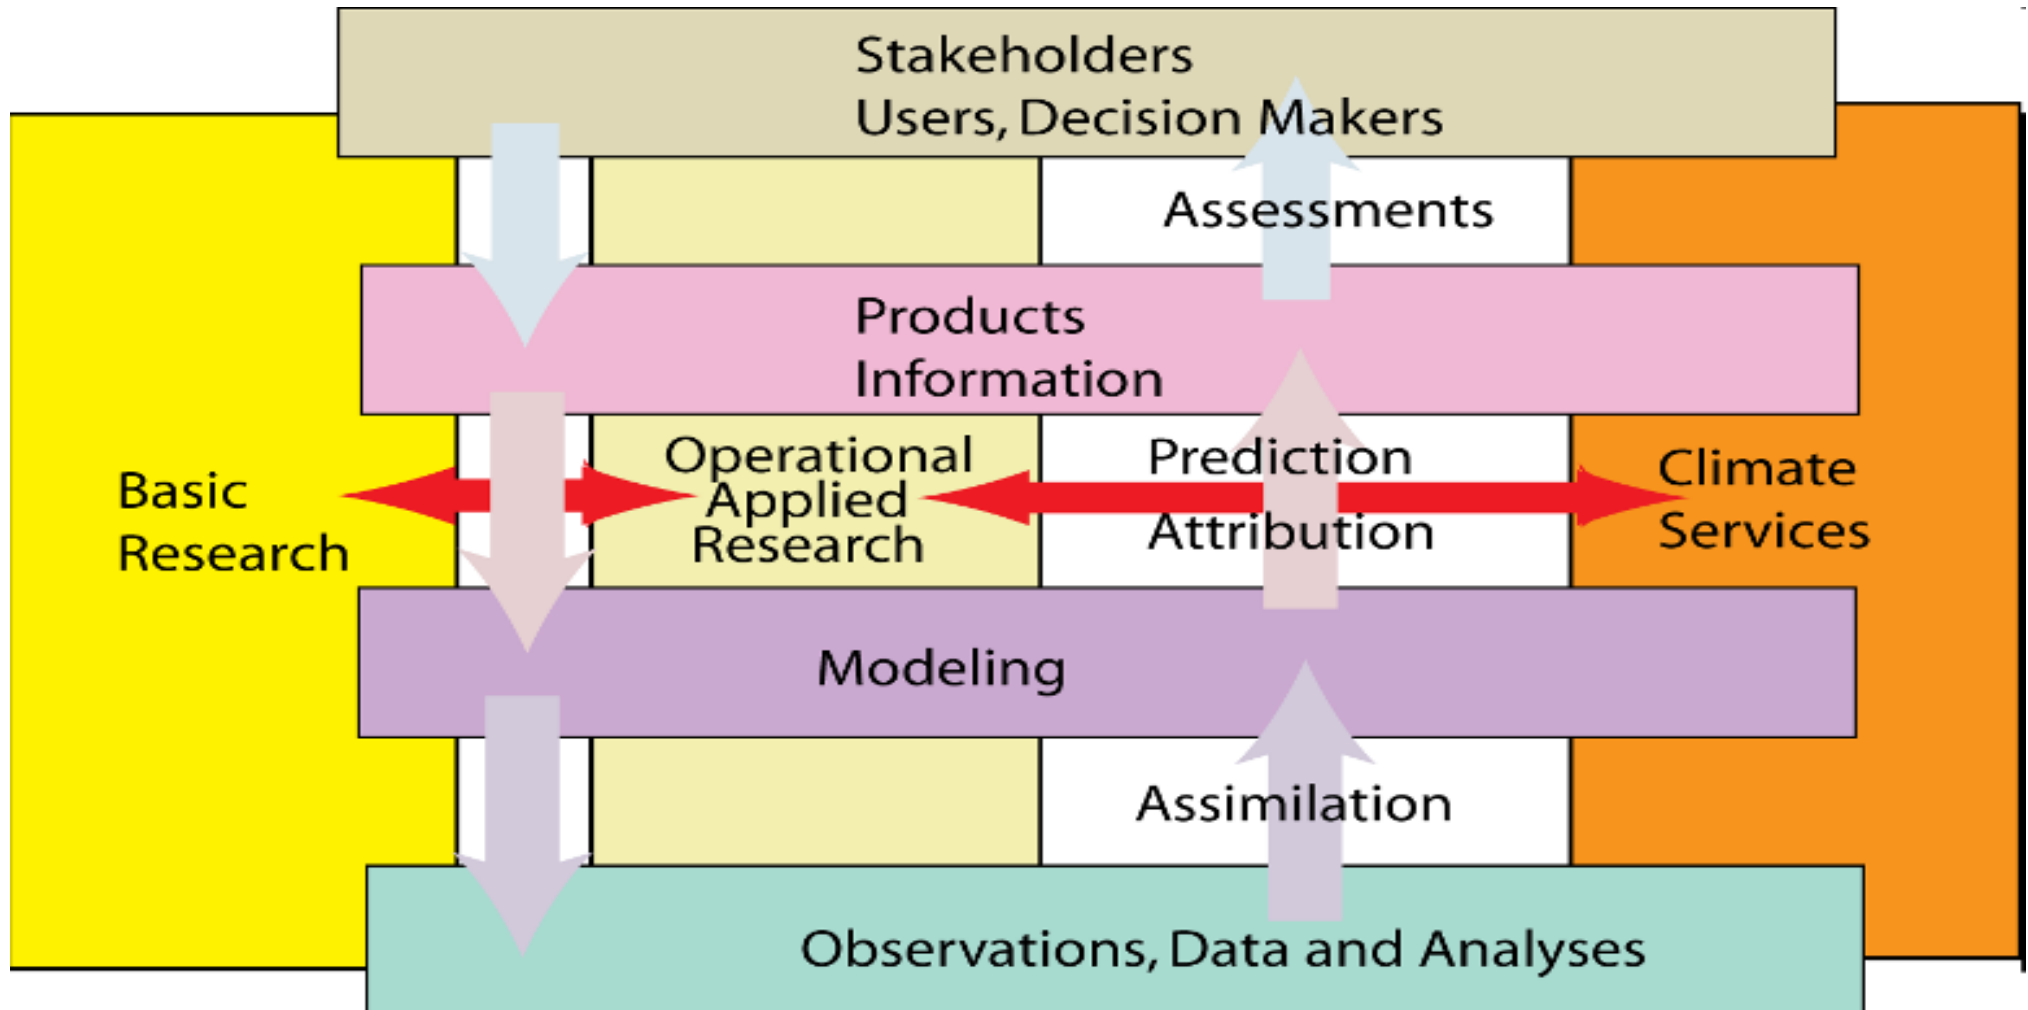 Stakeholders
Users, Decision Makers
Assessments
Products
Information
Basic
Research
Operational
Applied
Research
Prediction
Attribution
Climate
Services
Modeling
Assimilation
Observations, Data and Analyses